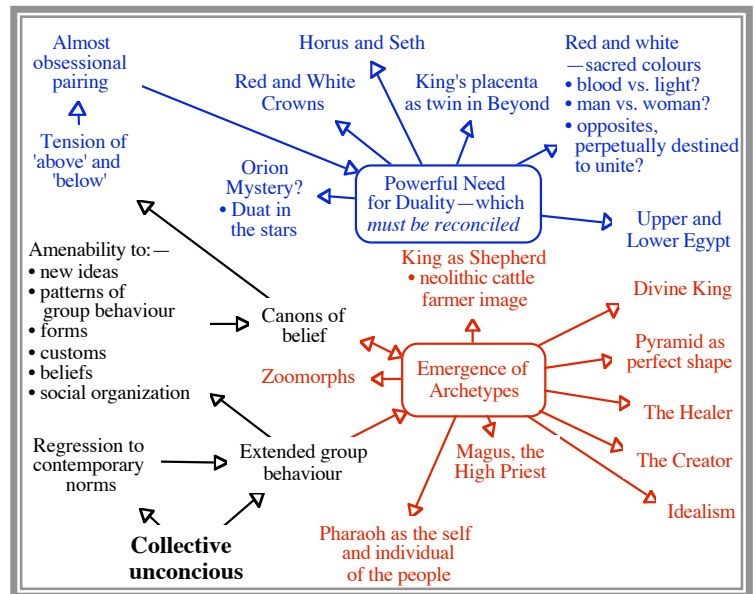 Almost
obsessional
pairing
Tension of
'above' and
'below'
Horus and Seth
Red and White
Crowns
King's placenta
as twin in Beyond
Red and white
—sacred colours
• blood vs. light?
• man vs. woman?
• opposites,
perpetually destined
to unite?
Orion
Mystery?
• Duat in
the stars
Powerful Need
for Duality—which
must be reconciled
Upper and
Lower Egypt
Amenability to:—
• new ideas
• patterns of
group behaviour
• forms
• customs
• beliefs
• social organization
Canons of
belief
King as Shepherd
• neolithic cattle
farmer image
Divine King
Pyramid as
perfect shape
Zoomorphs
Emergence of
Archetypes
The Healer
The Creator
Idealism
Magus, the
High Priest
Regression to
contemporary
norms
Extended group
behaviour
Pharaoh as the self
and individual
of the people
Collective
unconcious